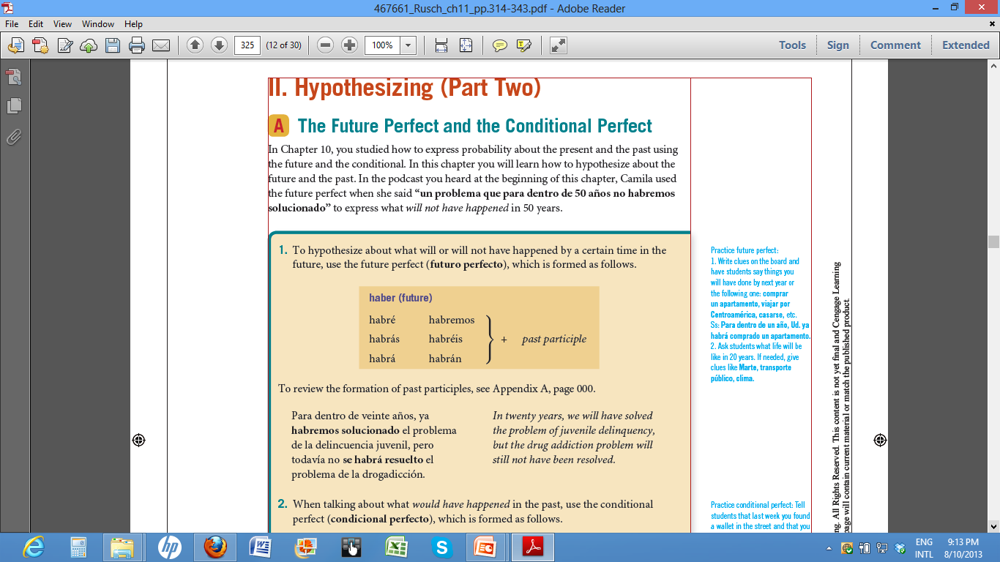 467661_Rusch_ch11_pp.314-343.pdf - Adobe Reader
File Edit View Window Help
325 (12 of 30) 100% Tools Sign Comment Extended
II. Hypothesizing (Part Two)
A The Future Perfect and the Conditional Perfect
In Chapter 10, you studied how to express probability about the present and the past using
the future and the conditional. In this chapter you will learn how to hypothesize about the
future and the past. In the podcast you heard at the beginning of this chapter, Camila used
the future perfect when she said “un problema que para dentro de 50 años no habremos
solucionado” to express what will not have happened in 50 years.
1. To hypothesize about what will or will not have happened by a certain time in the
future, use the future perfect (futuro perfecto), which is formed as follows.
haber (future)
habré habremos
habrás habréis + past participle
habrá habrán
To review the formation of past participles, see Appendix A, page 000.
Para dentro de veinte años, ya
habremos solucionado el problema
de la delincuencia juvenil, pero
todavía no se habrá resuelto el
problema de la drogadicción.
In twenty years, we will have solved
the problem of juvenile delinquency,
but the drug addiction problem will
still not have been resolved.
2. When talking about what would have happened in the past, use the conditional
perfect (condicional perfecto), which is formed as follows.
Practice future perfect:
1. Write clues on the board and
have students say things you
will have done by next year or
the following one: comprar
un apartamento, viajar por
Centroamérica, casarse, etc.
Ss: Para dentro de un año, Ud. ya
habrá comprado un apartamento.
2. Ask students what life will be
like in 20 years. If needed, give
clues like Marte, transporte
público, clima.
Practice conditional perfect: Tell
students that last week you found
a wallet in the street and that you
ng. All Rights Reserved. This content is not yet final and Cengage Learning
page will contain current material or match the published product.
hp
ENG 9:13 PM
INTL 8/10/2013